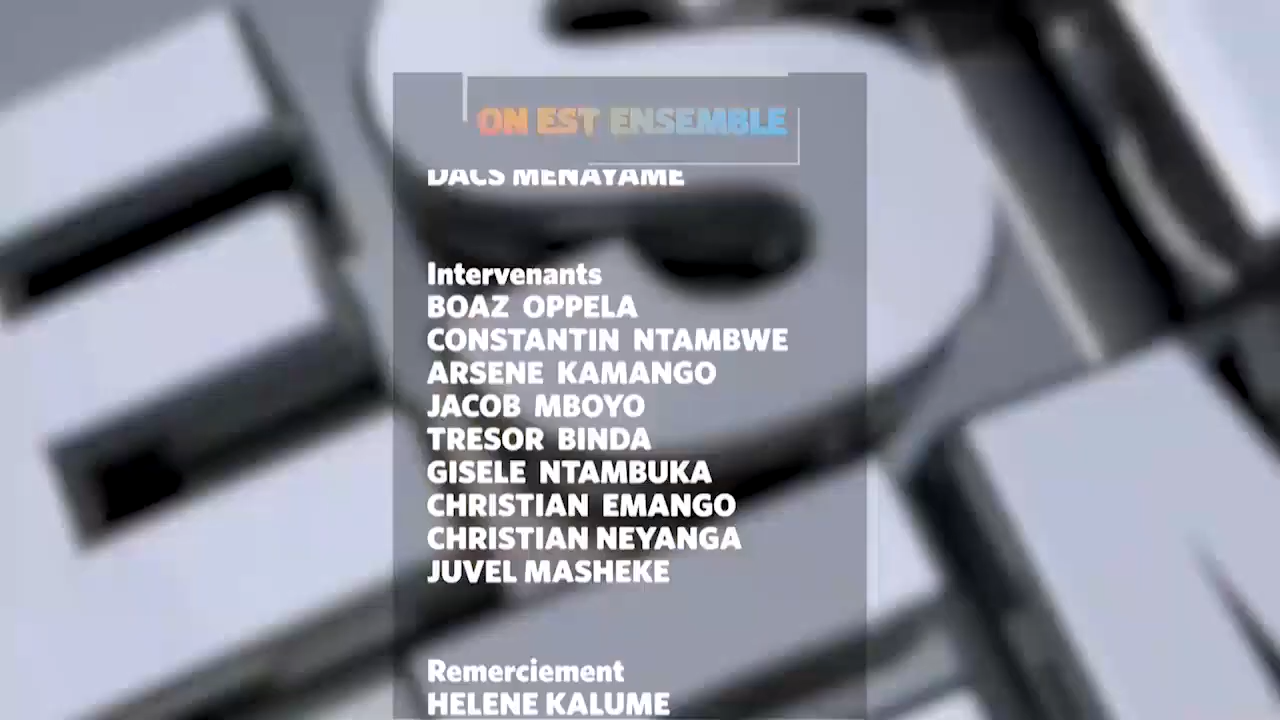 ON EST ENSEMBLE
DACS MENAYAME
Intervenants
BOAZ OPPELA
CONSTANTIN NTAMBWE
ARSENE KAMANGO
JACOB MBOYO
TRESOR BINDA
GISELE NTAMBUKA
CHRISTIAN EMANGO
CHRISTIAN NEYANGA
JUVEL MASHEKE
Remerciement
HELENE KALUME